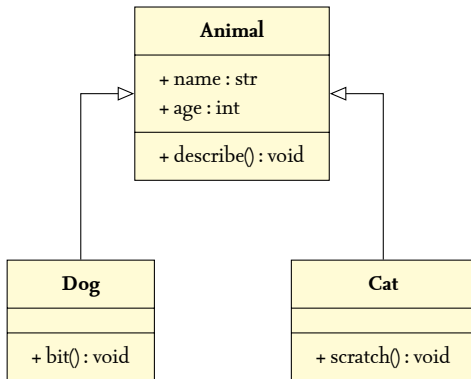 Animal
+ name : str
+ age : int
+ describe() : void
Dog
+ bit() : void
Cat
+ scratch() : void